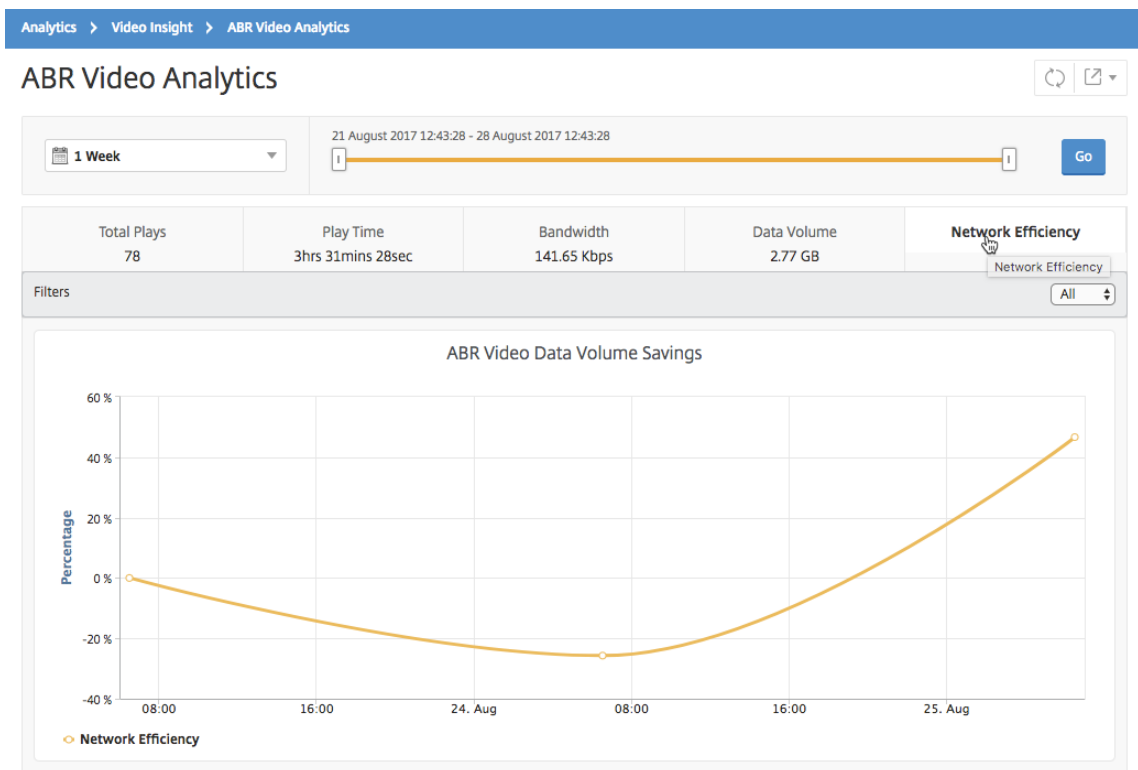 Analytics > Video Insight > ABR Video Analytics
ABR Video Analytics
21 August 2017 12:43:28 - 28 August 2017 12:43:28
1 Week
Go
Total Plays
78
Play Time
3hrs 31mins 28sec
Bandwidth
141.65 Kbps
Data Volume
2.77 GB
Network Efficiency
Network Efficiency
Filters
All
ABR Video Data Volume Savings
Percentage
60 %
40 %
20 %
0 %
-20 %
-40 %
08:00 16:00 24. Aug 08:00 16:00 25. Aug
Network Efficiency